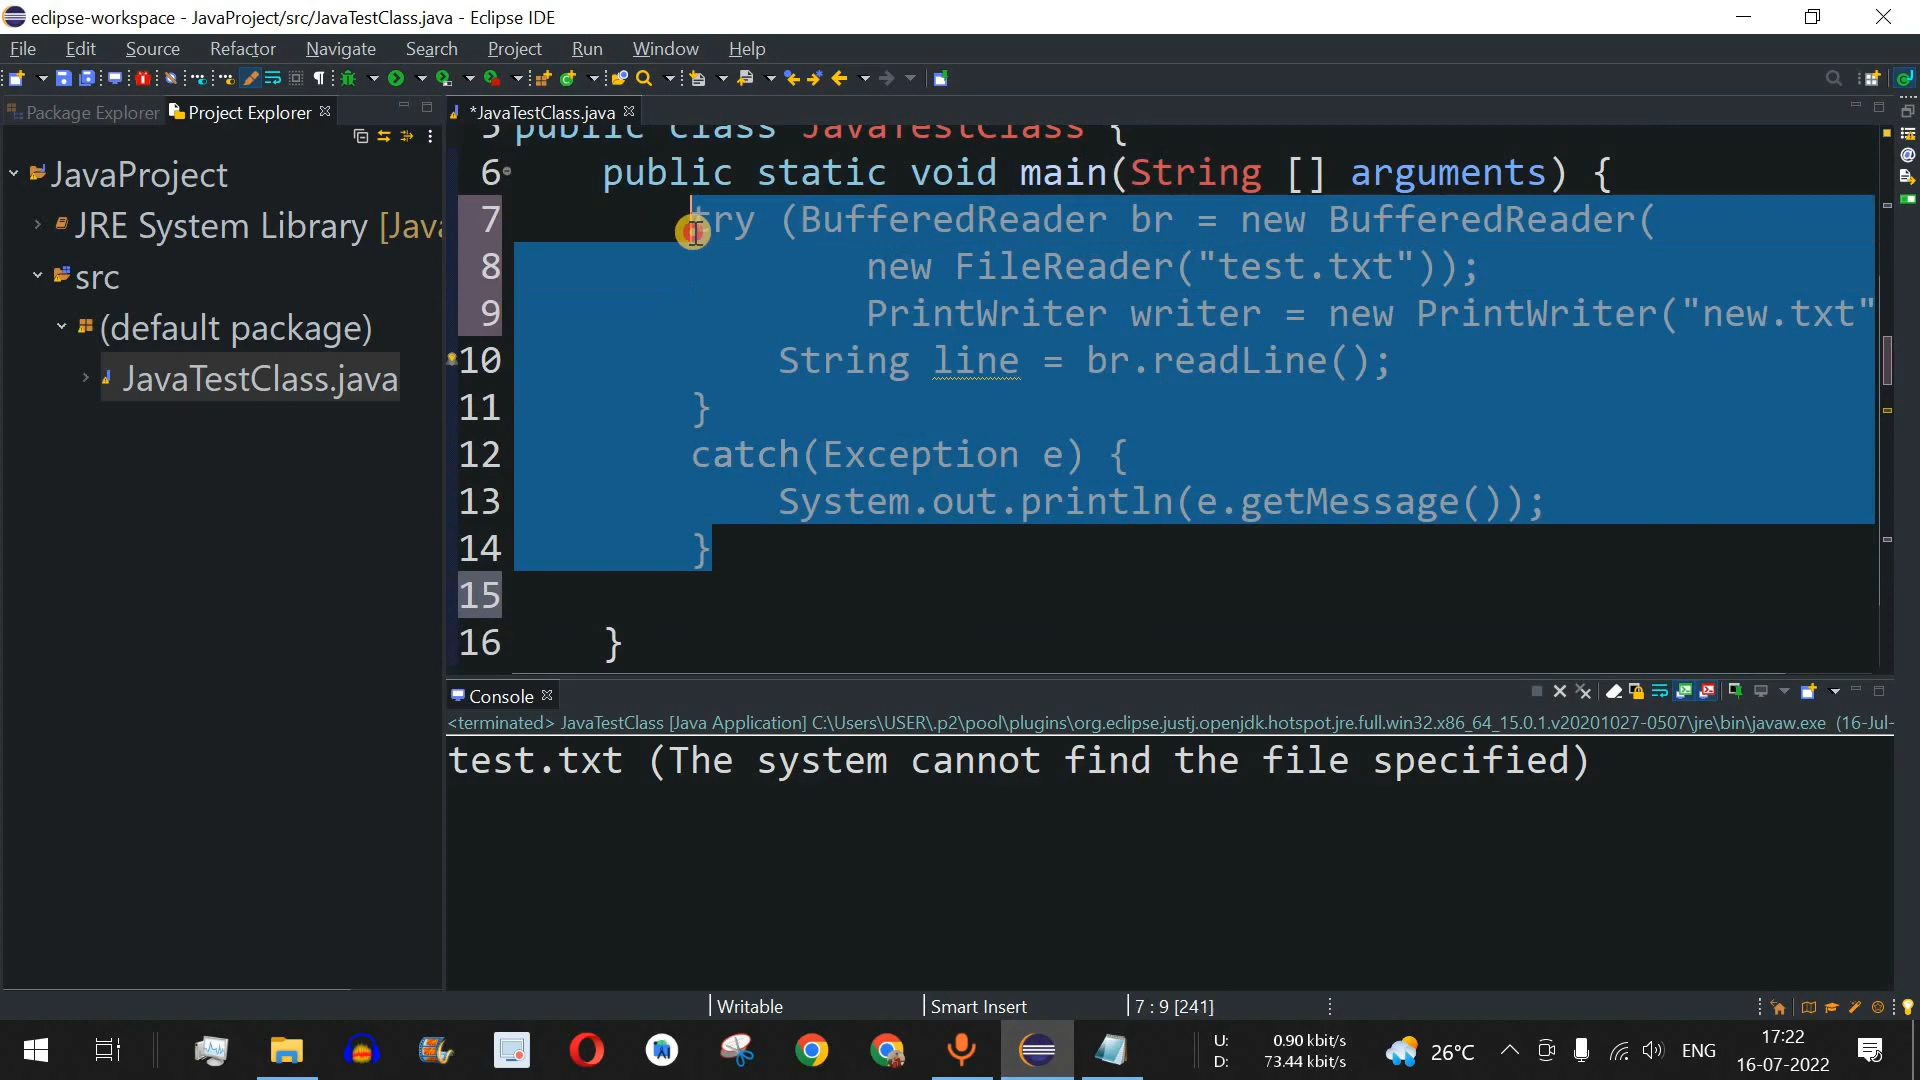 eclipse-workspace - JavaProject/src/JavaTestClass.java - Eclipse IDE
File Edit Source Refactor Navigate Search Project Run Window Help
Package Explorer Project Explorer
JavaProject
JRE System Library [Java
src
(default package)
JavaTestClass.java
*JavaTestClass.java
5 public class JavaTestClass {
6 public static void main(String [] arguments) {
7 try (BufferedReader br = new BufferedReader(
8 new FileReader("test.txt"));
9 PrintWriter writer = new PrintWriter("new.txt"
10 String line = br.readLine();
11 }
12 catch(Exception e) {
13 System.out.println(e.getMessage());
14 }
15
16 }
Console
<terminated> JavaTestClass [Java Application] C:\Users\USER\.p2\pool\plugins\org.eclipse.justj.openjdk.hotspot.jre.full.win32.x86_64_15.0.1.v20201027-0507\jre\bin\javaw.exe (16-Jul-
test.txt (The system cannot find the file specified)
Writable Smart Insert 7 : 9 [241]
U: 0.90 kbit/s
D: 73.44 kbit/s
26°C
ENG
17:22
16-07-2022